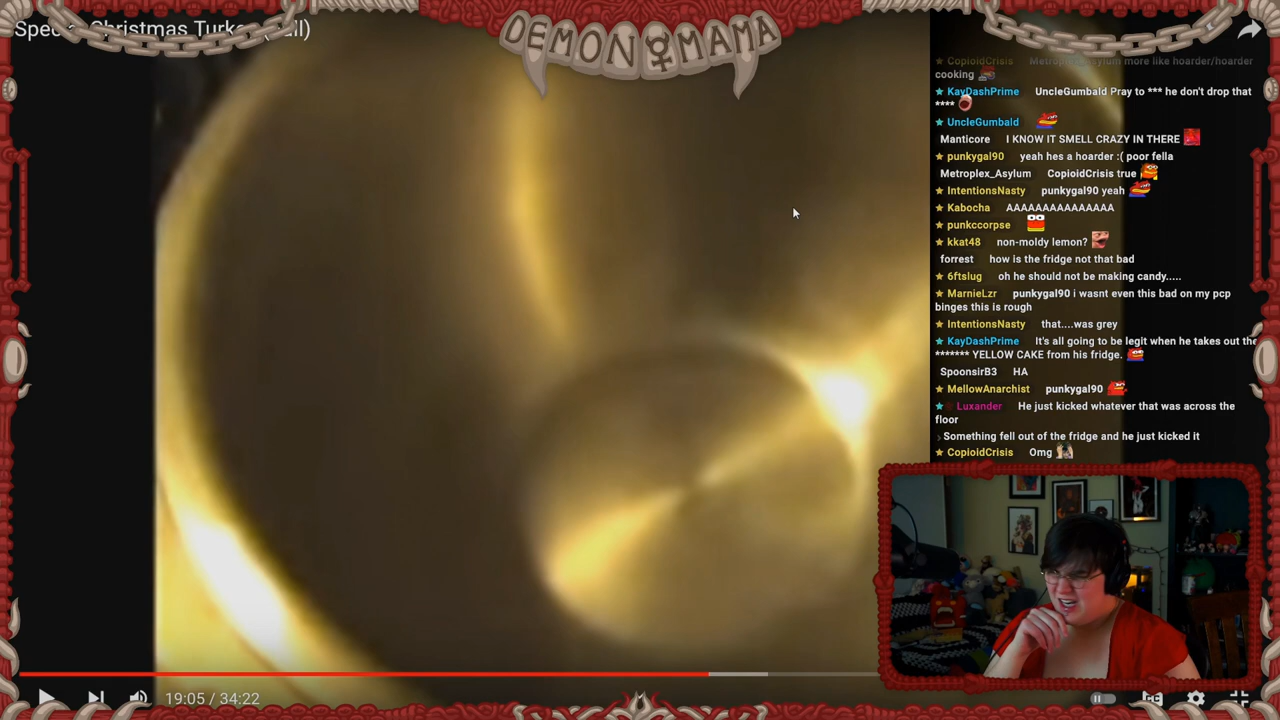 DEMON MAMA
CopioidCrisis Metroplex_Asylum more like hoarder/hoarder
cooking
KayDashPrime UncleGumbald Pray to *** he don't drop that
****
UncleGumbald
Manticore I KNOW IT SMELL CRAZY IN THERE
punkygal90 yeah hes a hoarder :( poor fella
Metroplex_Asylum CopioidCrisis true
IntentionsNasty punkygal90 yeah
Kabocha AAAAAAAAAAAAAAA
punkccorpse
kkat48 non-moldy lemon?
forrest how is the fridge not that bad
6ftslug oh he should not be making candy.....
MarnieLzr punkygal90 i wasnt even this bad on my pcp
binges this is rough
IntentionsNasty that....was grey
KayDashPrime It's all going to be legit when he takes out the
******* YELLOW CAKE from his fridge.
SpoonsirB3 HA
MellowAnarchist punkygal90
Luxander He just kicked whatever that was across the
floor
Something fell out of the fridge and he just kicked it
CopioidCrisis Omg
19:05 / 34:22
CC